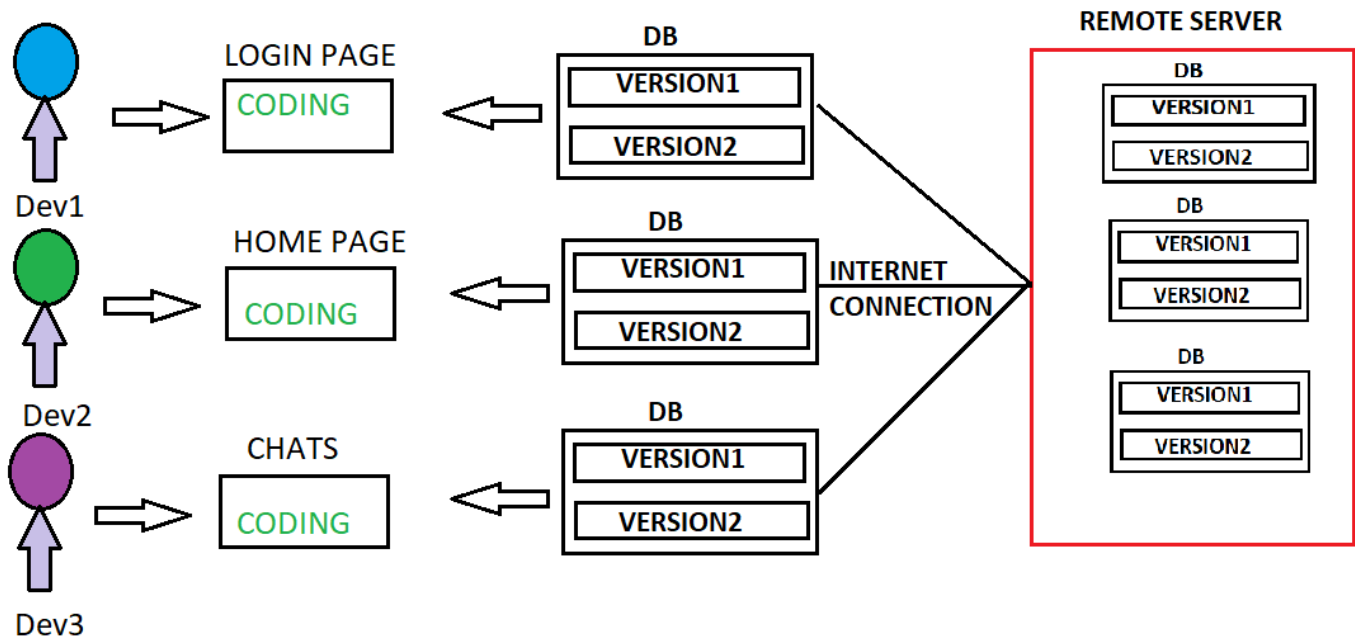 REMOTE SERVER
DB
LOGIN PAGE
CODING
VERSION1
VERSION2
Dev1
DB
VERSION1
VERSION2
HOME PAGE
CODING
DB
VERSION1
VERSION2
INTERNET
CONNECTION
DB
VERSION1
VERSION2
Dev2
CHATS
CODING
DB
VERSION1
VERSION2
DB
VERSION1
VERSION2
Dev3